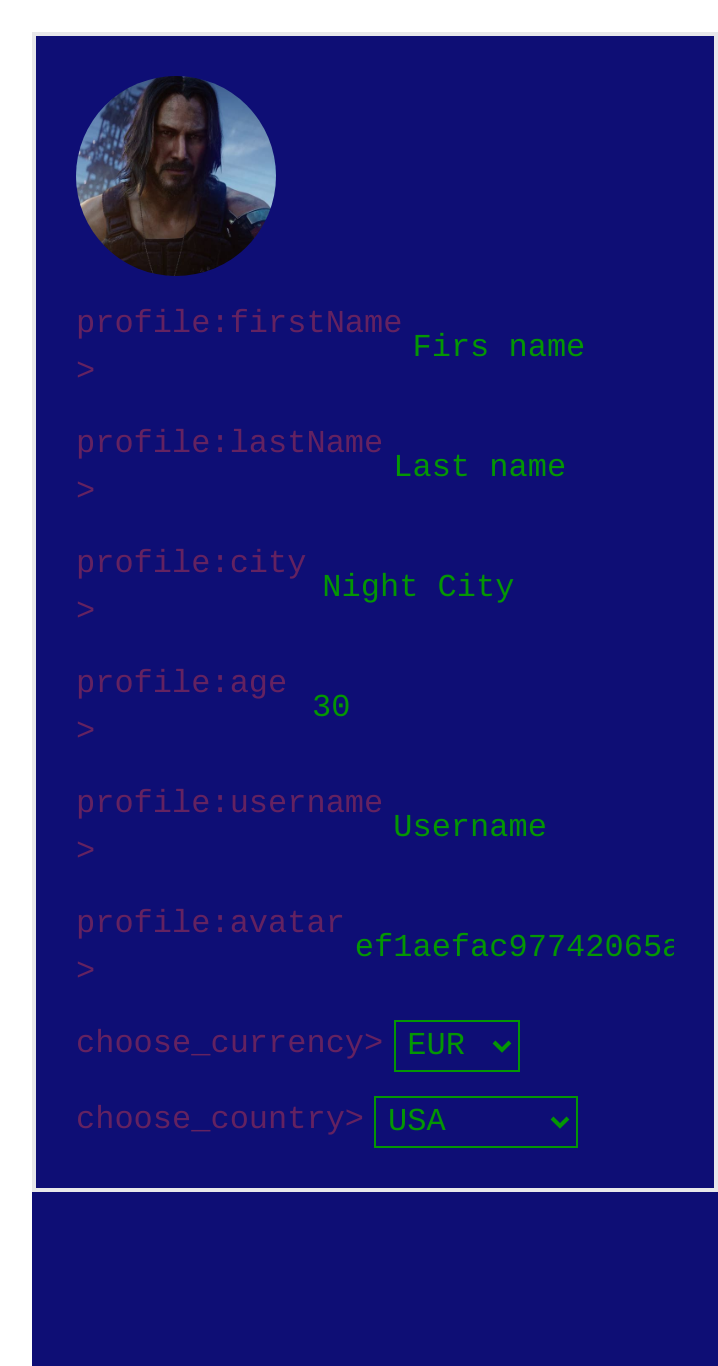 profile:firstName
> Firs name
profile:lastName
> Last name
profile:city
> Night City
profile:age
> 30
profile:username
> Username
profile:avatar
> ef1aefac97742065a
choose_currency> EUR
choose_country> USA